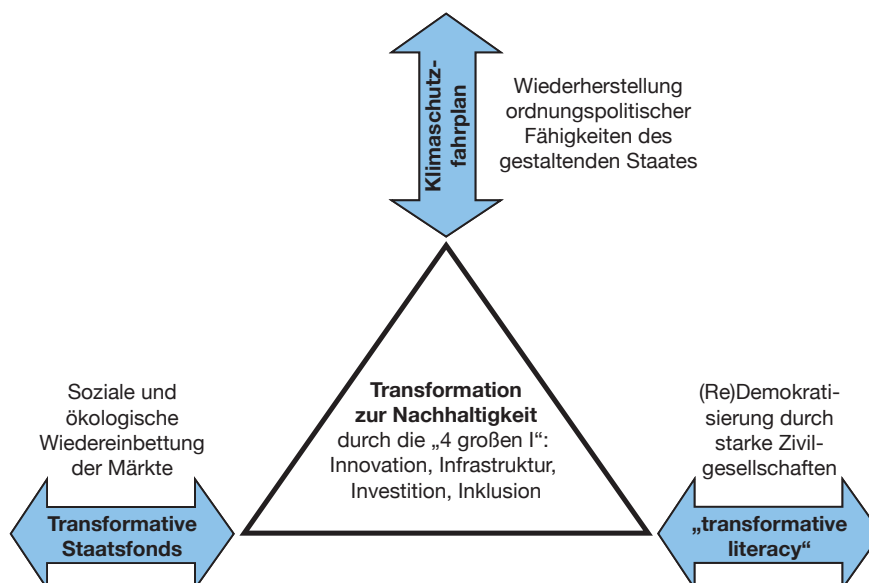 Klimaschutz-
fahrplan
Wiederherstellung
ordnungspolitischer
Fähigkeiten des
gestaltenden Staates
Transformation
zur Nachhaltigkeit
durch die „4 großen I“:
Innovation, Infrastruktur,
Investition, Inklusion
Soziale und
ökologische
Wiedereinbettung
der Märkte
Transformative
Staatsfonds
(Re)Demokrati-
sierung durch
starke Zivil-
gesellschaften
„transformative
literacy“